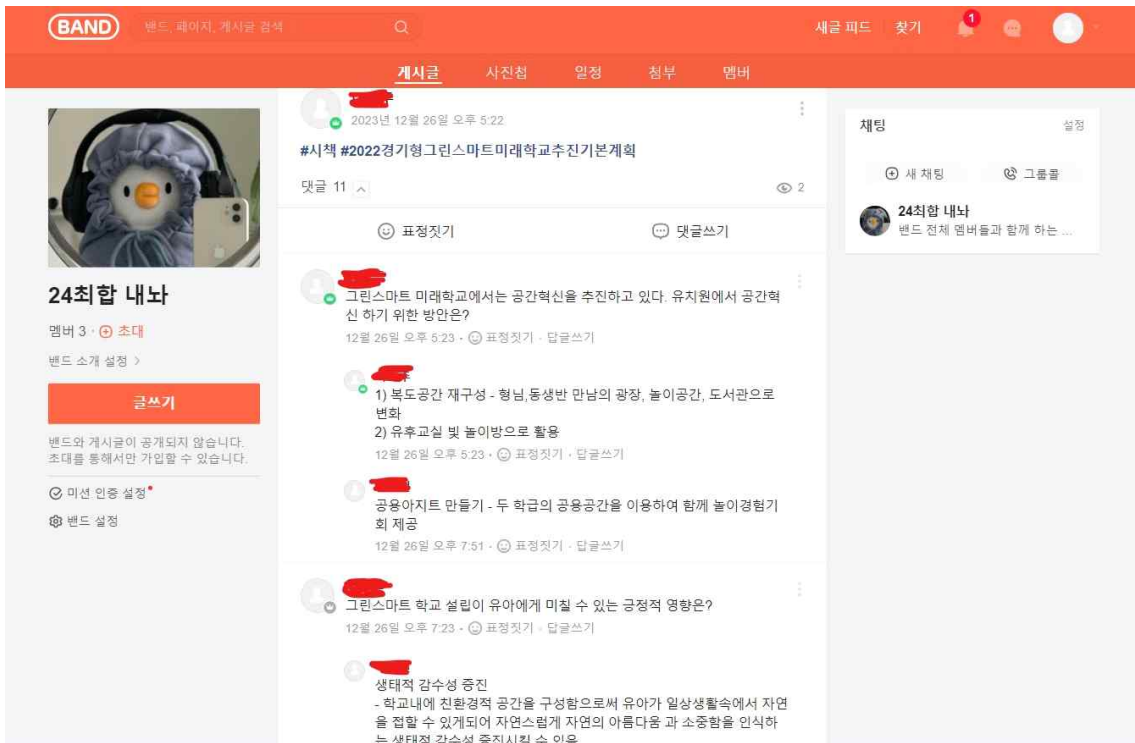 BAND
밴드, 페이지, 게시글 검색
새글 피드
찾기
1
게시글
사진첩
일정
첨부
멤버
24최합 내놔
멤버 3 · 초대
밴드 소개 설정 >
글쓰기
밴드와 게시글이 공개되지 않습니다.
초대를 통해서만 가입할 수 있습니다.
미션 인증 설정
밴드 설정
2023년 12월 26일 오후 5:22
#시책 #2022경기형그린스마트미래학교추진기본계획
댓글 11
2
표정짓기
댓글쓰기
그린스마트 미래학교에서는 공간혁신을 추진하고 있다. 유치원에서 공간혁
신 하기 위한 방안은?
12월 26일 오후 5:23 · 표정짓기 · 답글쓰기
1) 복도공간 재구성 - 형님,동생반 만남의 광장, 놀이공간, 도서관으로
변화
2) 유휴교실 빛 놀이방으로 활용
12월 26일 오후 5:23 · 표정짓기 · 답글쓰기
공용아지트 만들기 - 두 학급의 공용공간을 이용하여 함께 놀이경험기
회 제공
12월 26일 오후 7:51 · 표정짓기 · 답글쓰기
그린스마트 학교 설립이 유아에게 미칠 수 있는 긍정적 영향은?
12월 26일 오후 7:23 · 표정짓기 · 답글쓰기
생태적 감수성 증진
- 학교내에 친환경적 공간을 구성함으로써 유아가 일상생활속에서 자연
을 접할 수 있게되어 자연스럽게 자연의 아름다움 과 소중함을 인식하
는 생태적 감수성 증진시킬 수 있음
채팅
설정
새 채팅
그룹콜
24최합 내놔
밴드 전체 멤버들과 함께 하는 ...